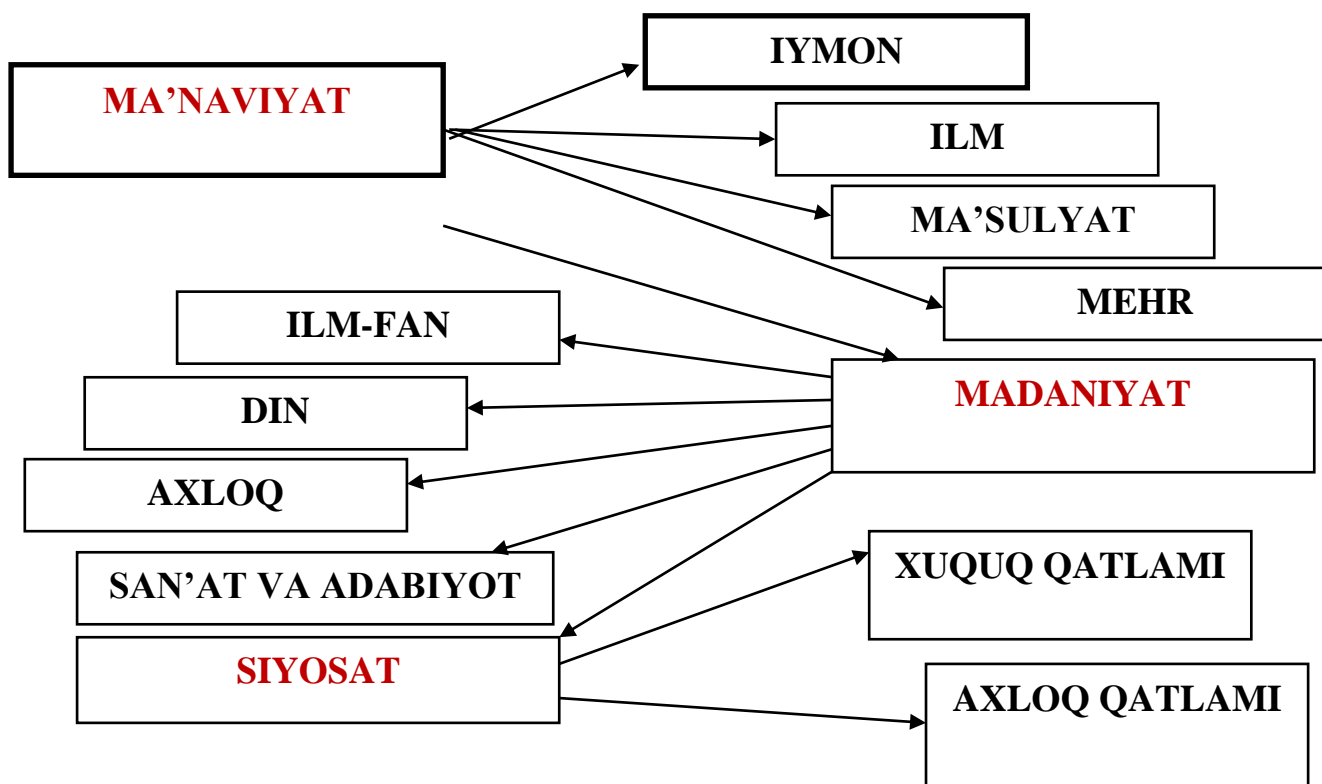 IYMON
MA’NAVIYAT
ILM
MA’SULYAT
MEHR
ILM-FAN
MADANIYAT
DIN
AXLOQ
XUQUQ QATLAMI
SAN’AT VA ADABIYOT
SIYOSAT
AXLOQ QATLAMI